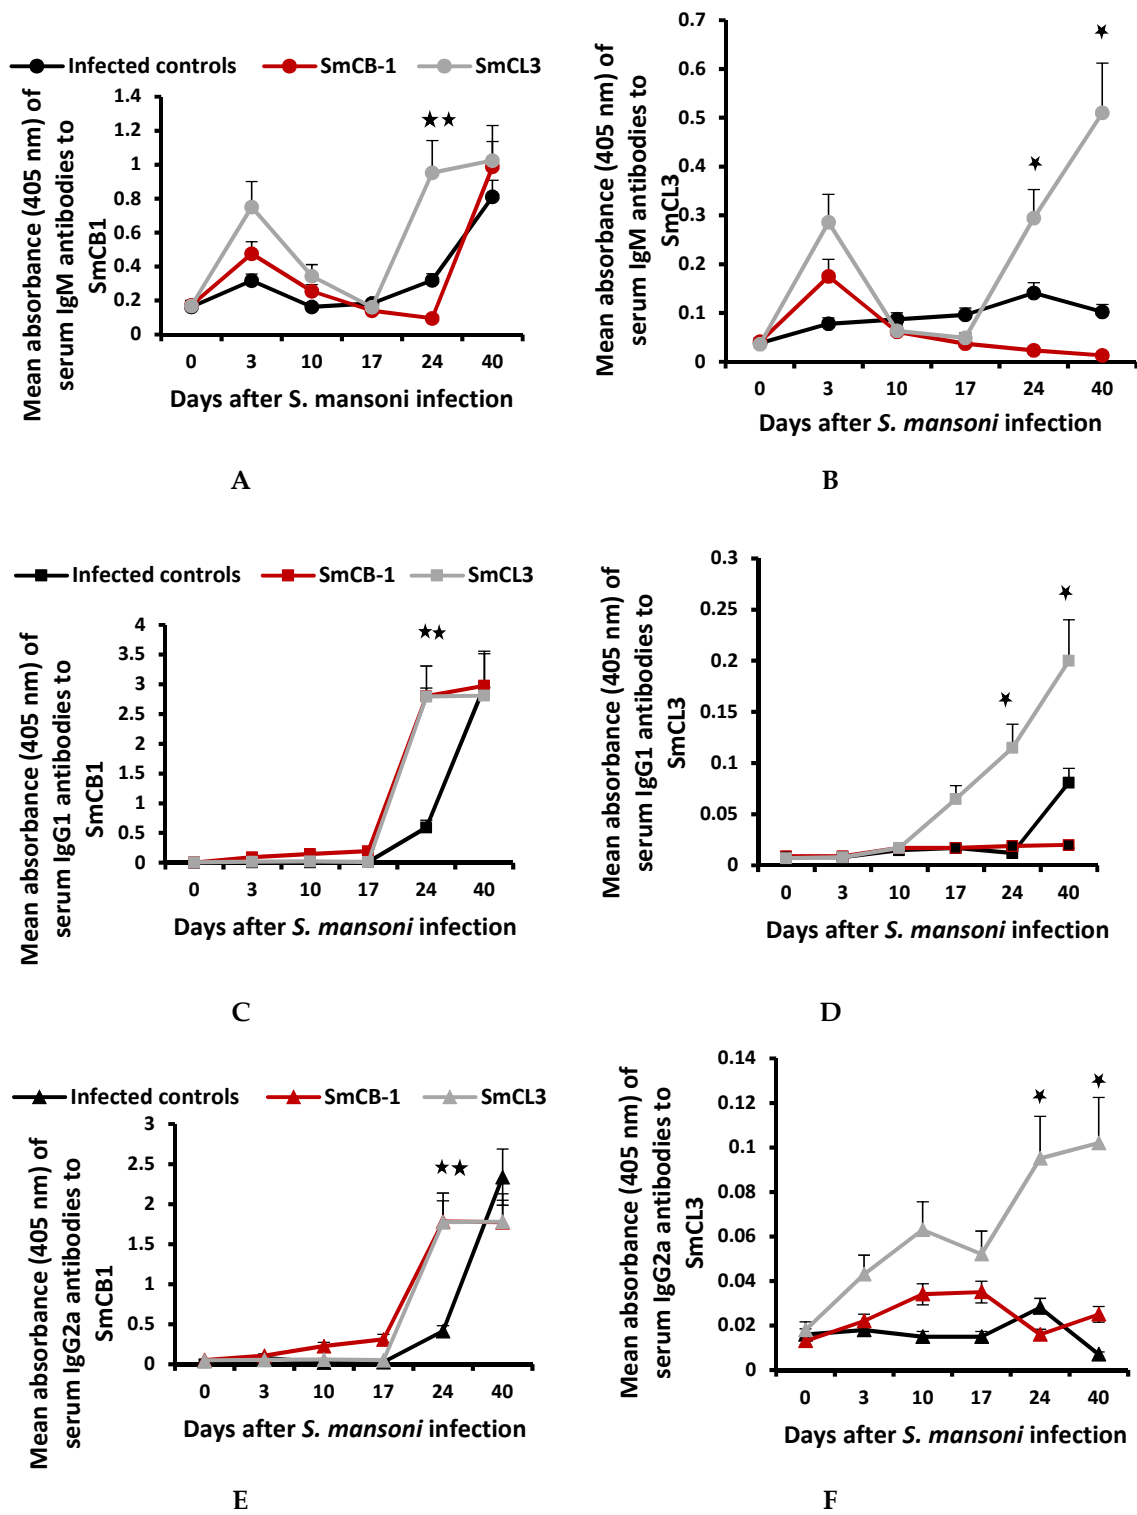 Infected controls SmCB-1 SmCL3
Mean absorbance (405 nm) of
serum IgM antibodies to
SmCB1
1.4
1.2
1
0.8
0.6
0.4
0.2
0
0 3 10 17 24 40
Days after S. mansoni infection
A
Mean absorbance (405 nm) of
serum IgM antibodies to
SmCL3
0.7
0.6
0.5
0.4
0.3
0.2
0.1
0
0 3 10 17 24 40
Days after S. mansoni infection
B
Infected controls SmCB-1 SmCL3
Mean absorbance (405 nm) of
serum IgG1 antibodies to
SmCB1
4
3.5
3
2.5
2
1.5
1
0.5
0
0 3 10 17 24 40
Days after S. mansoni infection
C
Mean absorbance (405 nm) of
serum IgG1 antibodies to
SmCL3
0.3
0.25
0.2
0.15
0.1
0.05
0
0 3 10 17 24 40
Days after S. mansoni infection
D
Infected controls SmCB-1 SmCL3
Mean absorbance (405 nm) of
serum IgG2a antibodies to
SmCB1
3
2.5
2
1.5
1
0.5
0
0 3 10 17 24 40
Days after S. mansoni infection
E
Mean absorbance (405 nm) of
serum IgG2a antibodies to
SmCL3
0.14
0.12
0.1
0.08
0.06
0.04
0.02
0
0 3 10 17 24 40
Days after S. mansoni infection
F